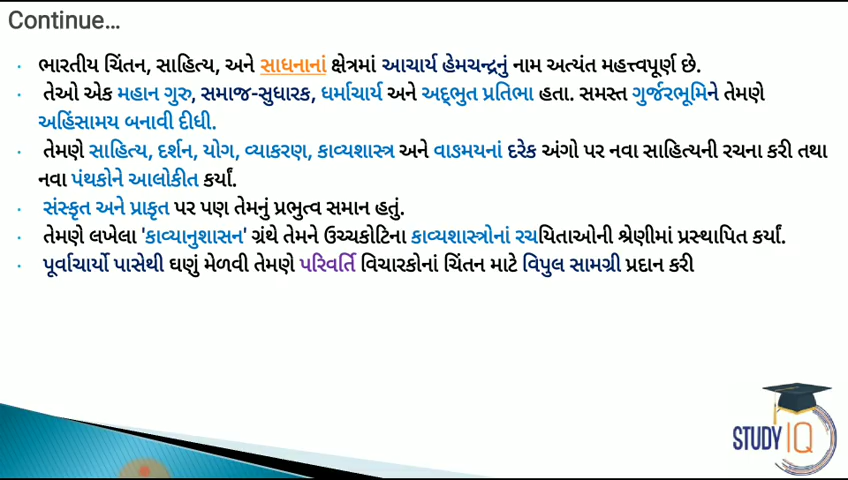 Continue...
ભારતીય ચિંતન, સાહિત્ય, અને સાધનાનાં ક્ષેત્રમાં આચાર્ય હેમચન્દ્રનું નામ અત્યંત મહત્ત્વપૂર્ણ છે.
તેઓ એક મહાન ગુરુ, સમાજ-સુધારક, ધર્માચાર્ય અને અદ્ભુત પ્રતિભા હતા. સમસ્ત ગુર્જરભૂમિને તેમણે
અહિંસામય બનાવી દીધી.
તેમણે સાહિત્ય, દર્શન, યોગ, વ્યાકરણ, કાવ્યશાસ્ત્ર અને વાઙમયનાં દરેક અંગો પર નવા સાહિત્યની રચના કરી તથા
નવા પંથકોને આલોકીત કર્યાં.
સંસ્કૃત અને પ્રાકૃત પર પણ તેમનું પ્રભુત્વ સમાન હતું.
તેમણે લખેલા 'કાવ્યાનુશાસન' ગ્રંથે તેમને ઉચ્ચકોટિના કાવ્યશાસ્ત્રોનાં રચયિતાઓની શ્રેણીમાં પ્રસ્થાપિત કર્યાં.
પૂર્વાચાર્યો પાસેથી ઘણું મેળવી તેમણે પરિવર્તિ વિચારકોનાં ચિંતન માટે વિપુલ સામગ્રી પ્રદાન કરી
STUDY IQ